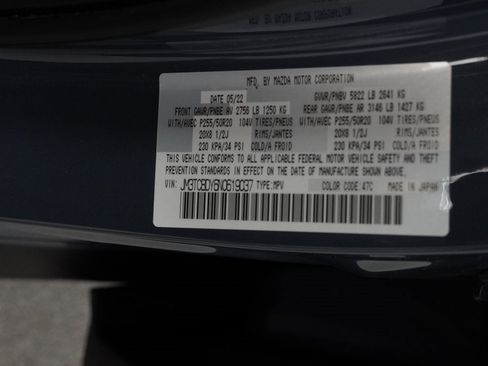 MFD. BY MAZDA MOTOR CORPORATION
DATE 05/22 GVWR/PNBV 5822 LB 2641 KG
FRONT GAWR/PNBE AV 2756 LB 1250 KG REAR GAWR/PNBE AR 3146 LB 1427 KG
WITH/AVEC P255/50R20 104V TIRES/PNEUS WITH/AVEC P255/50R20 104V TIRES/PNEUS
20X8 1/2J RIMS/JANTES 20X8 1/2J RIMS/JANTES
230 KPA/34 PSI COLD/A FROID 230 KPA/34 PSI COLD/A FROID
THIS VEHICLE CONFORMS TO ALL APPLICABLE FEDERAL MOTOR VEHICLE SAFETY AND THEFT
PREVENTION STANDARDS IN EFFECT ON THE DATE OF MANUFACTURE SHOWN ABOVE.
VIN: JM3TCBDY6N0619037 TYPE:MPV COLOR CODE: 47C MADE IN JAPAN